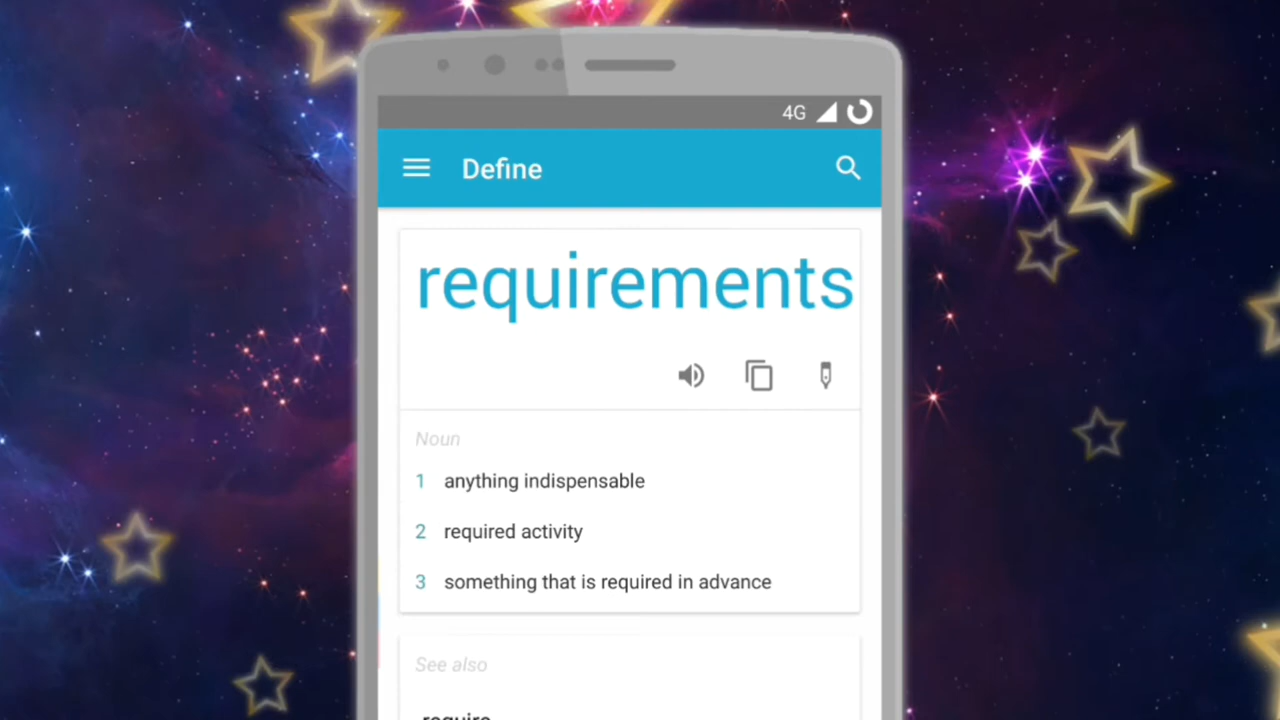 4G
Define
requirements
Noun
1 anything indispensable
2 required activity
3 something that is required in advance
See also
require